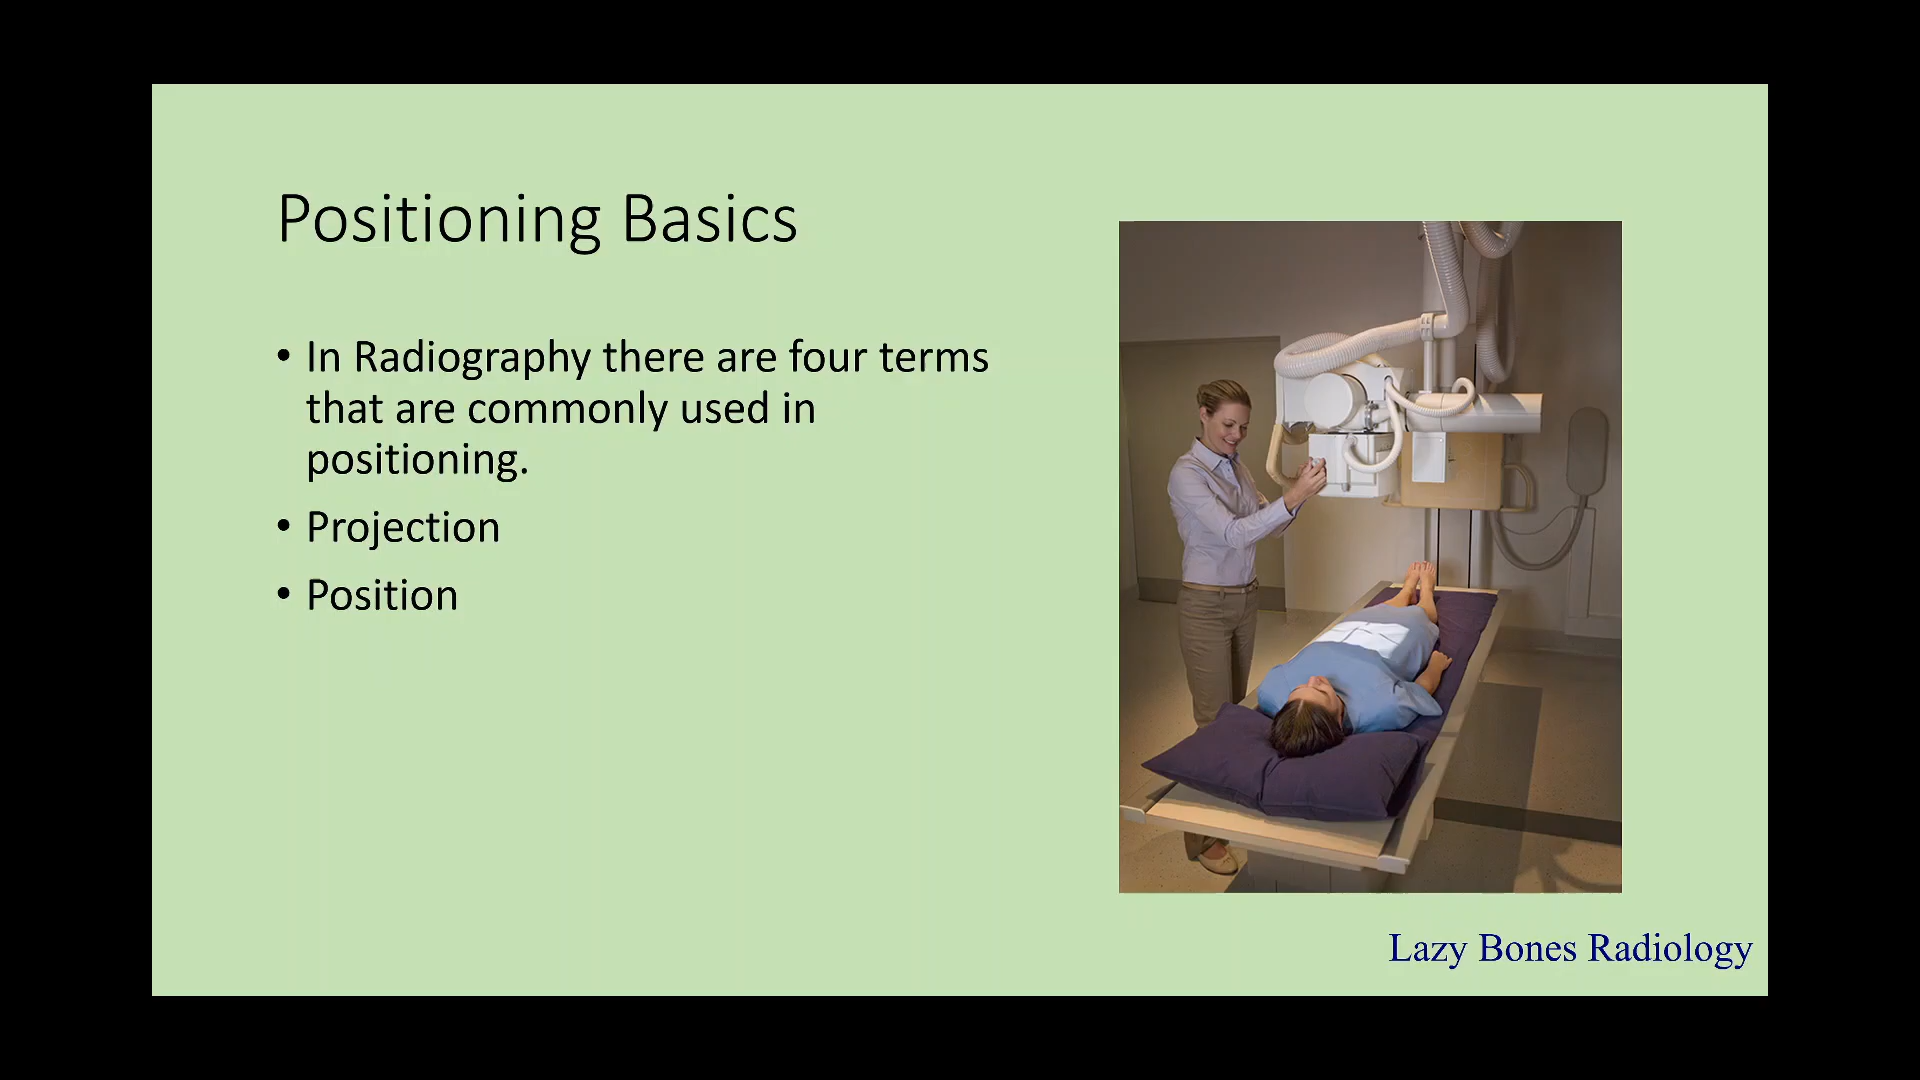 Positioning Basics
• In Radiography there are four terms
that are commonly used in
positioning.
• Projection
• Position
Lazy Bones Radiology